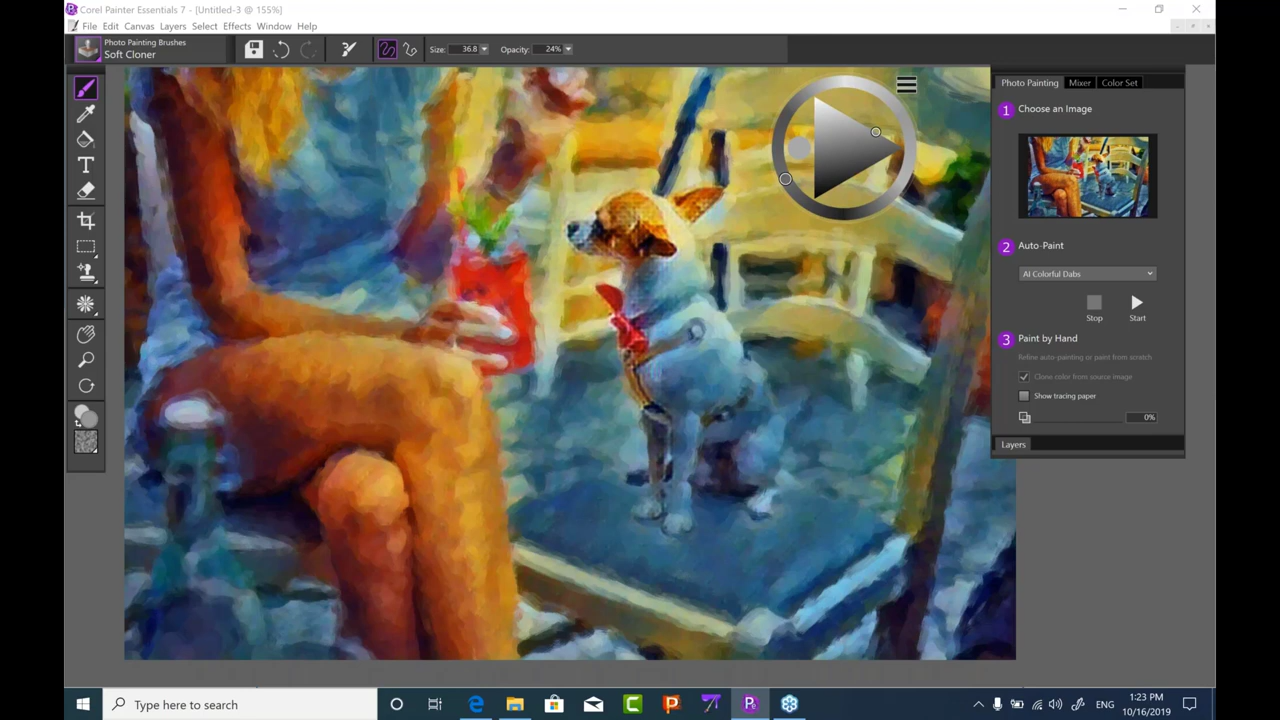 Corel Painter Essentials 7 - [Untitled-3 @ 155%]
File Edit Canvas Layers Select Effects Window Help
Photo Painting Brushes
Soft Cloner
Size: 36.8 Opacity: 24%
Photo Painting Mixer Color Set
1 Choose an Image
2 Auto-Paint
AI Colorful Dabs
Stop Start
3 Paint by Hand
Refine auto-painting or paint from scratch
Clone color from source image
Show tracing paper
0%
Layers
Type here to search
ENG
1:23 PM
10/16/2019